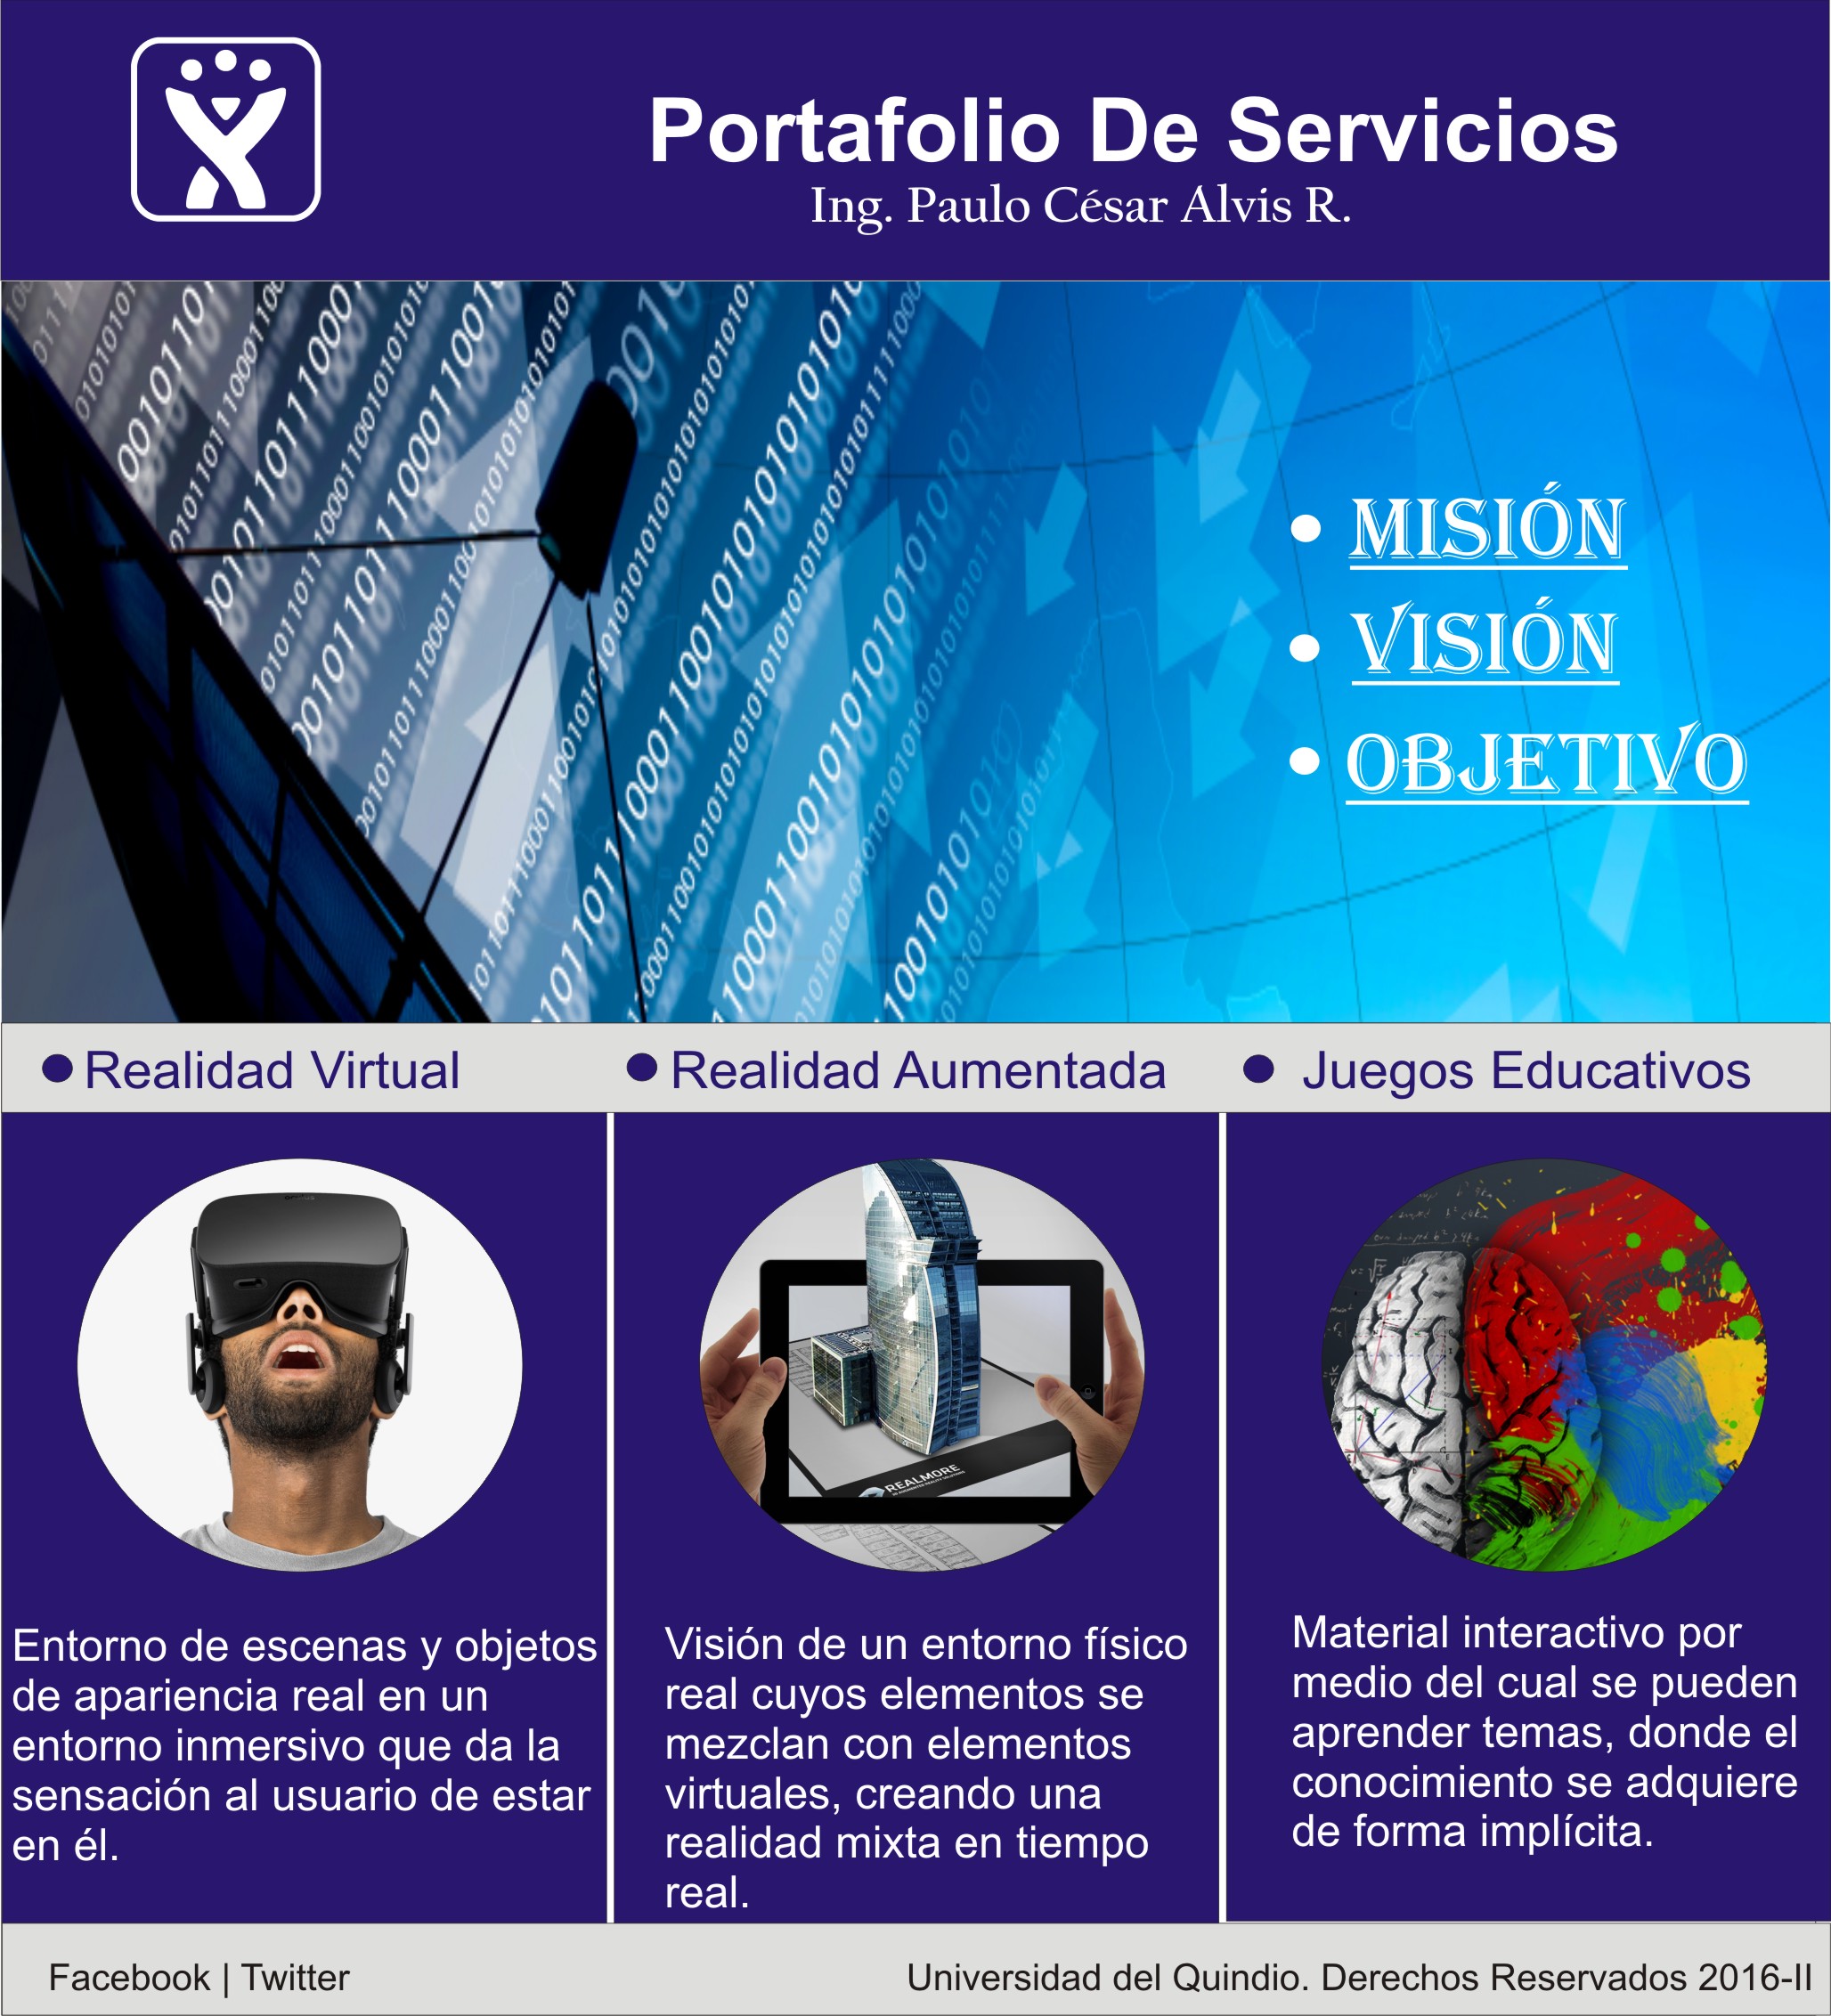 Portafolio De Servicios
Ing. Paulo César Alvis R.
• MISIÓN
• VISIÓN
• OBJETIVO
• Realidad Virtual
• Realidad Aumentada
• Juegos Educativos
REALMORE
Entorno de escenas y objetos
de apariencia real en un
entorno inmersivo que da la
sensación al usuario de estar
en él.
Visión de un entorno físico
real cuyos elementos se
mezclan con elementos
virtuales, creando una
realidad mixta en tiempo
real.
Material interactivo por
medio del cual se pueden
aprender temas, donde el
conocimiento se adquiere
de forma implícita.
Facebook | Twitter
Universidad del Quindio. Derechos Reservados 2016-II